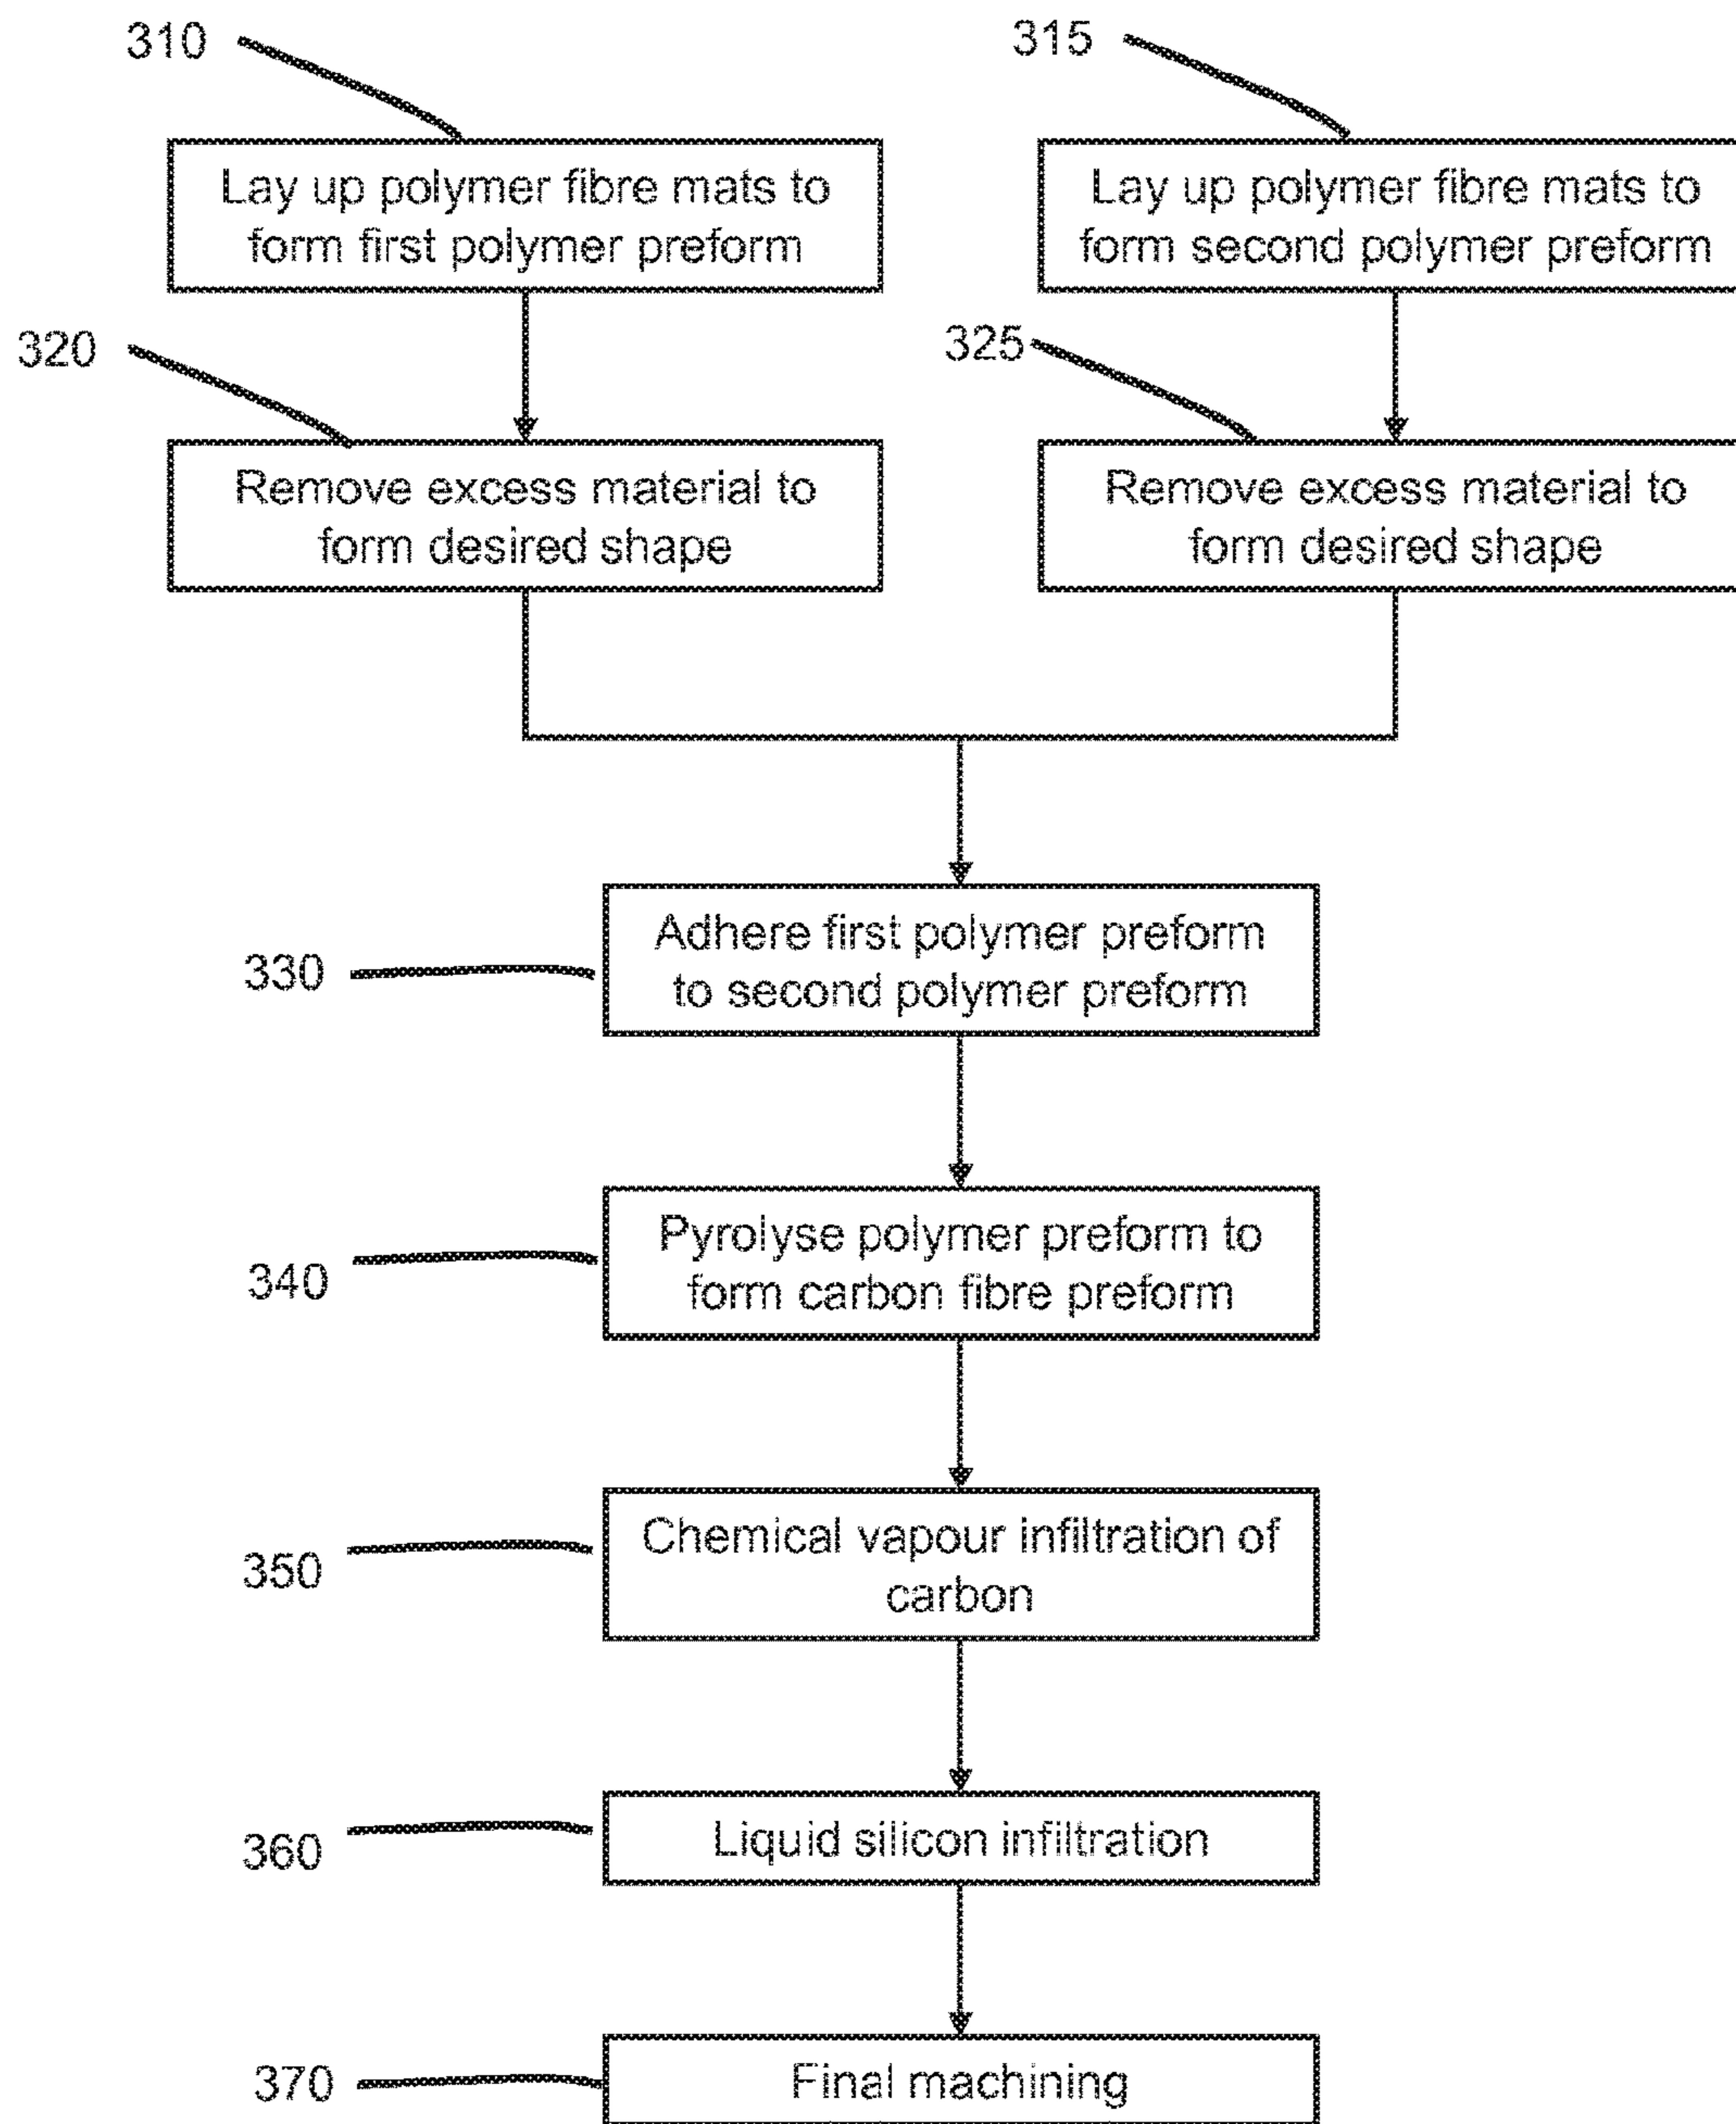 310
315
Lay up polymer fibre mats to
form first polymer preform
Lay up polymer fibre mats to
form second polymer preform
320
325
Remove excess material to
form desired shape
Remove excess material to
form desired shape
330
Adhere first polymer preform
to second polymer preform
340
Pyrolyse polymer preform to
form carbon fibre preform
350
Chemical vapour infiltration of
carbon
360
Liquid silicon infiltration
370
Final machining